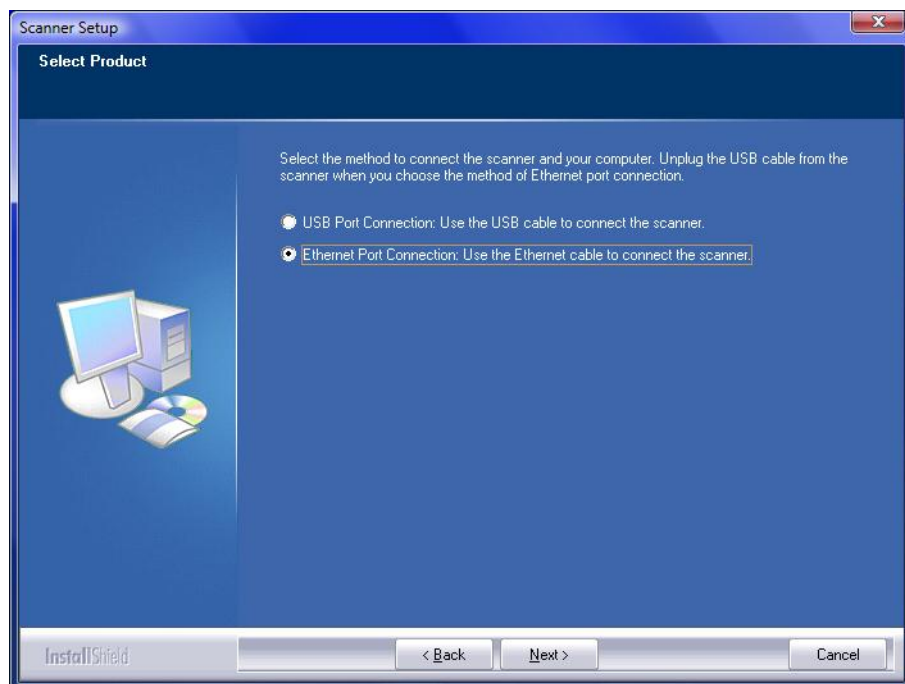 Scanner Setup
Select Product
Select the method to connect the scanner and your computer. Unplug the USB cable from the
scanner when you choose the method of Ethernet port connection.
USB Port Connection: Use the USB cable to connect the scanner.
Ethernet Port Connection: Use the Ethernet cable to connect the scanner.
InstallShield
< Back Next > Cancel